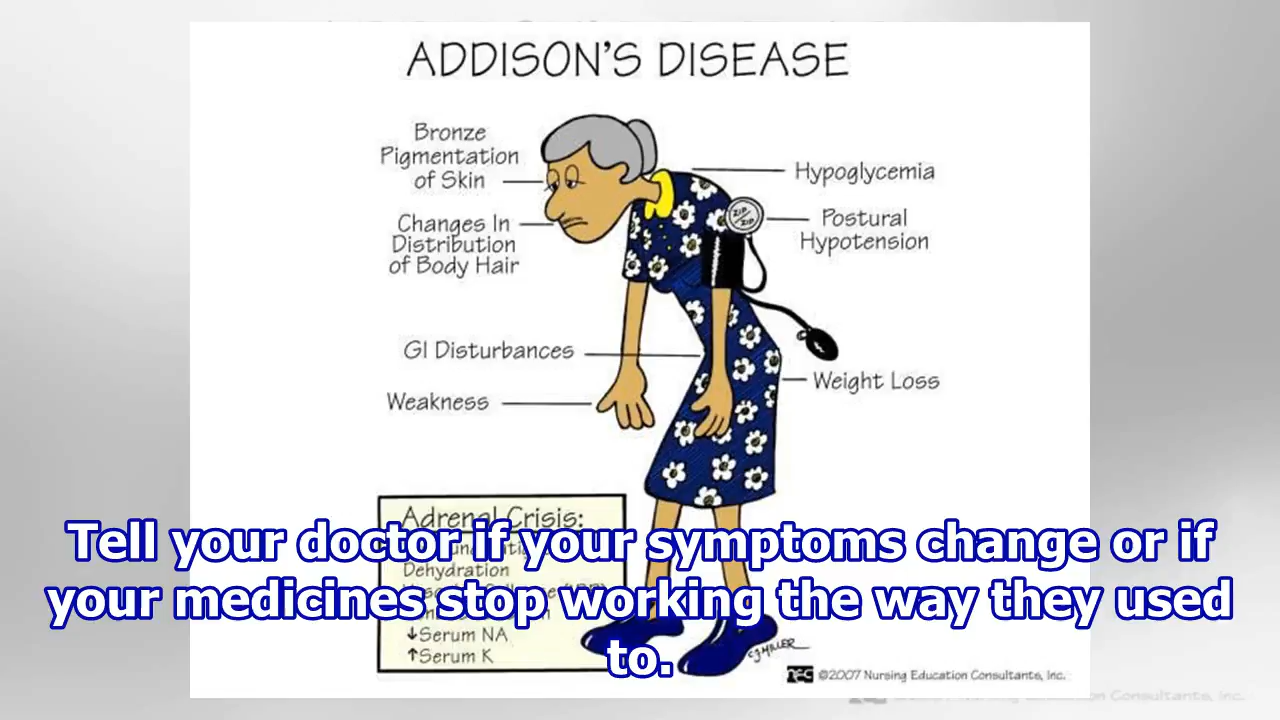 ADDISON'S DISEASE
Bronze
Pigmentation
of Skin
Changes In
Distribution
of Body Hair
GI Disturbances
Weakness
Hypoglycemia
Postural
Hypotension
Weight Loss
Adrenal Crisis:
Dehydration
↓Serum NA
↑Serum K
Tell your doctor if your symptoms change or if
your medicines stop working the way they used
to.
CJMILLER
NEC ©2007 Nursing Education Consultants, Inc.